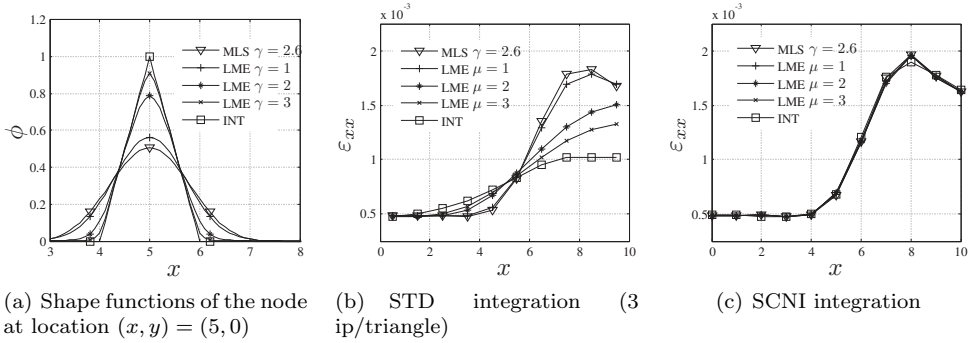 1
0.8
0.6
0.4
0.2
0
3 4 5 6 7 8
ϕ
x
MLS γ = 2.6
LME γ = 1
LME γ = 2
LME γ = 3
INT
(a) Shape functions of the node
at location (x, y) = (5, 0)
x 10⁻³
2
1.5
1
0.5
0 2 4 6 8 10
εxx
x
MLS γ = 2.6
LME μ = 1
LME μ = 2
LME μ = 3
INT
(b) STD integration (3
ip/triangle)
x 10⁻³
2
1.5
1
0.5
0 2 4 6 8 10
εxx
x
MLS γ = 2.6
LME μ = 1
LME μ = 2
LME μ = 3
INT
(c) SCNI integration